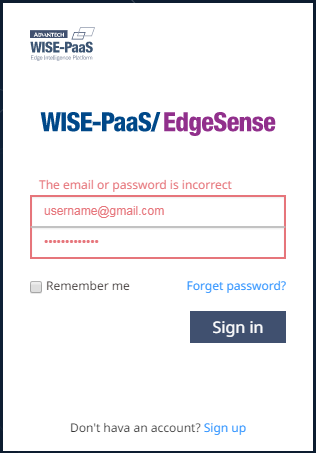 ADVANTECH
WISE-PaaS
Edge Intelligence Platform
WISE-PaaS/ EdgeSense
The email or password is incorrect
username@gmail.com
•••••••••••••
Remember me
Forget password?
Sign in
Don't hava an account? Sign up